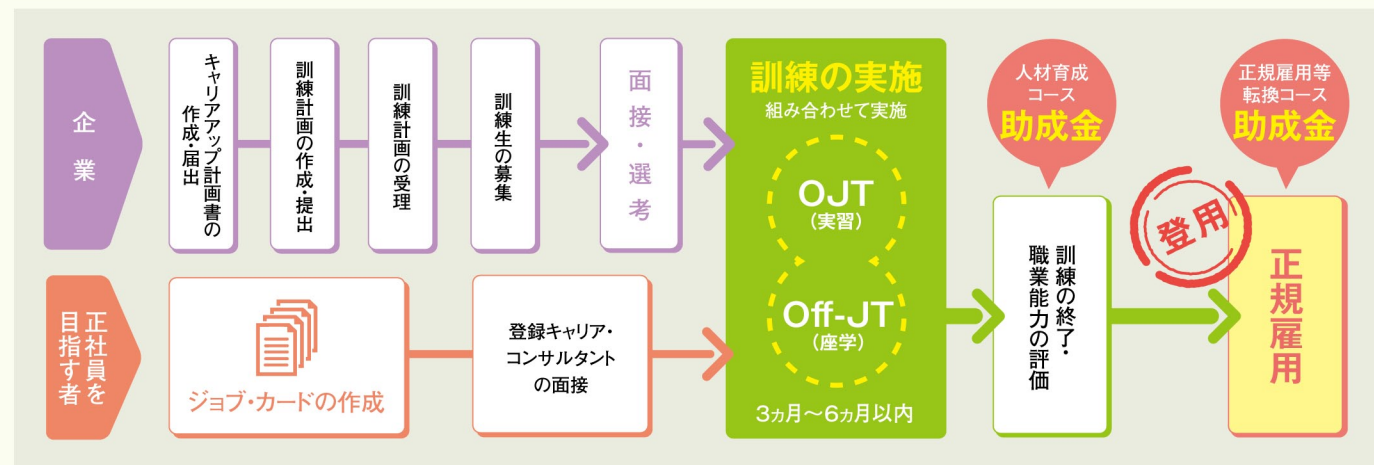 企業
キャリアアップ計画書の
作成・届出
訓練計画の作成・提出
訓練計画の受理
訓練生の募集
面接・選考
正社員を
目指す者
ジョブ・カードの作成
登録キャリア・
コンサルタント
の面接
訓練の実施
組み合わせて実施
OJT
(実習)
Off-JT
(座学)
3ヵ月〜6ヵ月以内
人材育成
コース
助成金
訓練の終了・
職業能力の評価
正規雇用等
転換コース
助成金
登用
正規雇用